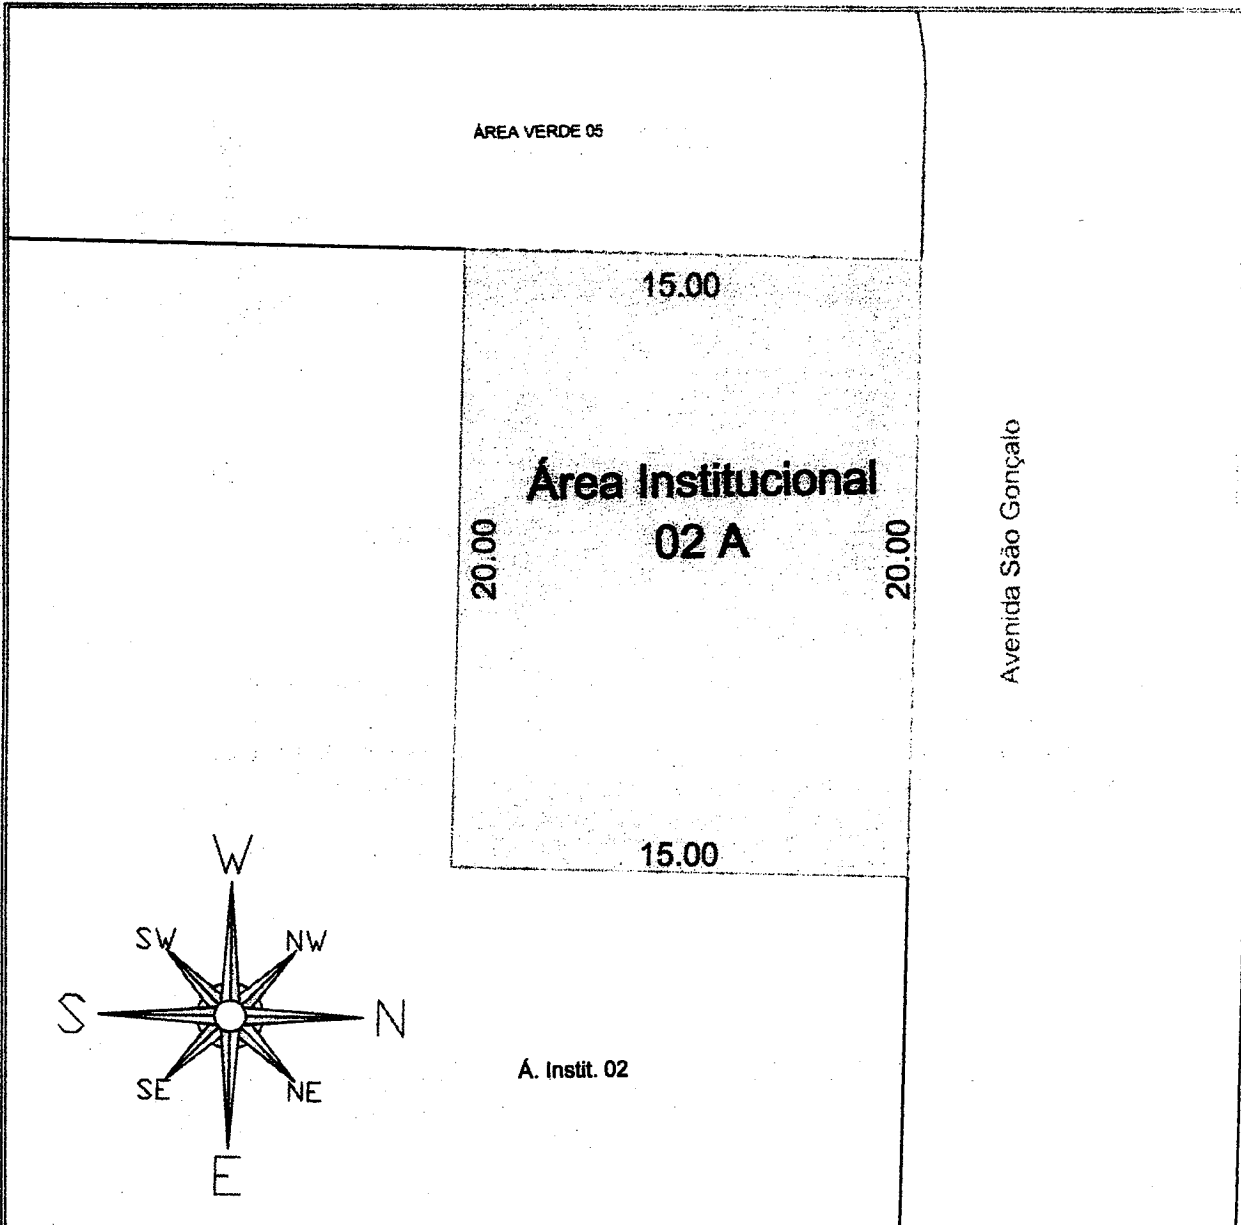 ÁREA VERDE 05
15.00
Área Institucional
02 A
20.00
20.00
Avenida São Gonçalo
15.00
W
SW
NW
S
N
SE
NE
E
Á. Instit. 02